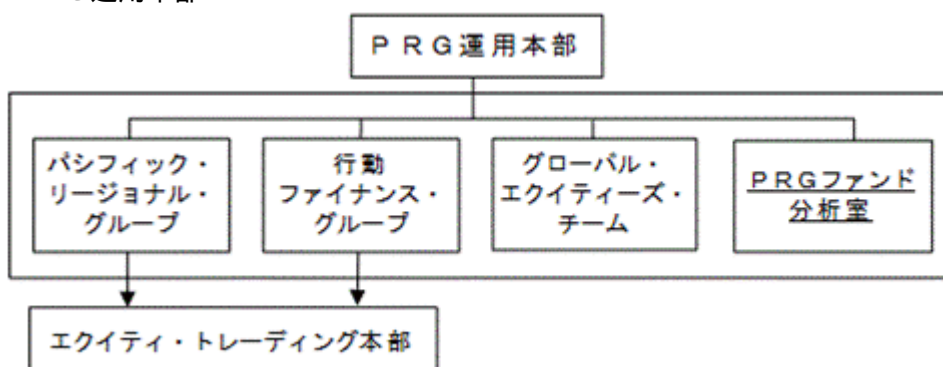 ＰＲＧ運用本部
パシフィック・
リージョナル・
グループ
行動
ファイナンス・
グループ
グローバル・
エクイティーズ・
チーム
ＰＲＧファンド
分析室
エクイティ・トレーディング本部